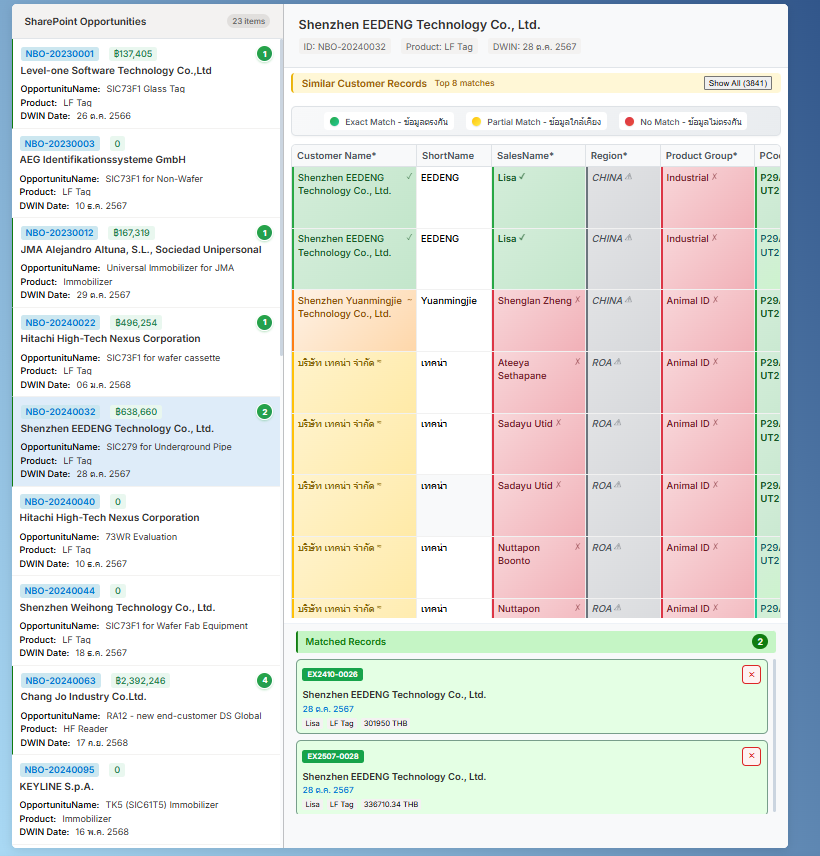 SharePoint Opportunities
23 items
NBO-20230001 ฿137,405 1
Level-one Software Technology Co.,Ltd
OpportunituName: SIC73F1 Glass Tag
Product: LF Tag
DWIN Date: 26 ต.ค. 2566
NBO-20230003 0
AEG Identifikationssysteme GmbH
OpportunituName: SIC73F1 for Non-Wafer
Product: LF Tag
DWIN Date: 10 ธ.ค. 2567
NBO-20230012 ฿167,319 1
JMA Alejandro Altuna, S.L., Sociedad Unipersonal
OpportunituName: Universal Immobilizer for JMA
Product: Immobilizer
DWIN Date: 29 ต.ค. 2567
NBO-20240022 ฿496,254 1
Hitachi High-Tech Nexus Corporation
OpportunituName: SIC73F1 for wafer cassette
Product: LF Tag
DWIN Date: 06 ม.ค. 2568
NBO-20240032 ฿638,660 2
Shenzhen EEDENG Technology Co., Ltd.
OpportunituName: SIC279 for Underground Pipe
Product: LF Tag
DWIN Date: 28 ต.ค. 2567
NBO-20240040 0
Hitachi High-Tech Nexus Corporation
OpportunituName: 73WR Evaluation
Product: LF Tag
DWIN Date: 10 ธ.ค. 2567
NBO-20240044 0
Shenzhen Weihong Technology Co., Ltd.
OpportunituName: SIC73F1 for Wafer Fab Equipment
Product: LF Tag
DWIN Date: 18 ธ.ค. 2567
NBO-20240063 ฿2,392,246 4
Chang Jo Industry Co.Ltd.
OpportunituName: RA12 - new end-customer DS Global
Product: HF Reader
DWIN Date: 17 ก.ย. 2568
NBO-20240095 0
KEYLINE S.p.A.
OpportunituName: TK5 (SIC61T5) Immobilizer
Product: Immobilizer
DWIN Date: 16 พ.ค. 2568
Shenzhen EEDENG Technology Co., Ltd.
ID: NBO-20240032 Product: LF Tag DWIN: 28 ต.ค. 2567
Similar Customer Records Top 8 matches Show All (3841)
Exact Match - ข้อมูลตรงกัน Partial Match - ข้อมูลใกล้เคียง No Match - ข้อมูลไม่ตรงกัน
Customer Name* ShortName SalesName* Region* Product Group* PCo
Shenzhen EEDENG ✓ EEDENG Lisa ✓ CHINA ⚠ Industrial ✗ P29
Technology Co., Ltd. UT2
Shenzhen EEDENG ✓ EEDENG Lisa ✓ CHINA ⚠ Industrial ✗ P29
Technology Co., Ltd. UT2
Shenzhen Yuanmingjie ~ Yuanmingjie Shenglan Zheng ✗ CHINA ⚠ Animal ID ✗ P29
Technology Co., Ltd. UT2
บริษัท เทคน่า จำกัด ≈ เทคน่า Ateeya ✗ ROA ⚠ Animal ID ✗ P29
Sethapane UT2
บริษัท เทคน่า จำกัด ≈ เทคน่า Sadayu Utid ✗ ROA ⚠ Animal ID ✗ P29
UT2
บริษัท เทคน่า จำกัด ≈ เทคน่า Sadayu Utid ✗ ROA ⚠ Animal ID ✗ P29
UT2
บริษัท เทคน่า จำกัด ≈ เทคน่า Nuttapon ✗ ROA ⚠ Animal ID ✗ P29
Boonto UT2
บริษัท เทคน่า จำกัด ≈ เทคน่า Nuttapon ✗ ROA ⚠ Animal ID ✗ P29
Matched Records 2
EX2410-0026 ✕
Shenzhen EEDENG Technology Co., Ltd.
28 ต.ค. 2567
Lisa LF Tag 301950 THB
EX2507-0028 ✕
Shenzhen EEDENG Technology Co., Ltd.
28 ต.ค. 2567
Lisa LF Tag 336710.34 THB